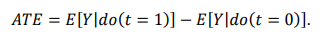 ATE = E[Y|do(t = 1)] − E[Y|do(t = 0)].